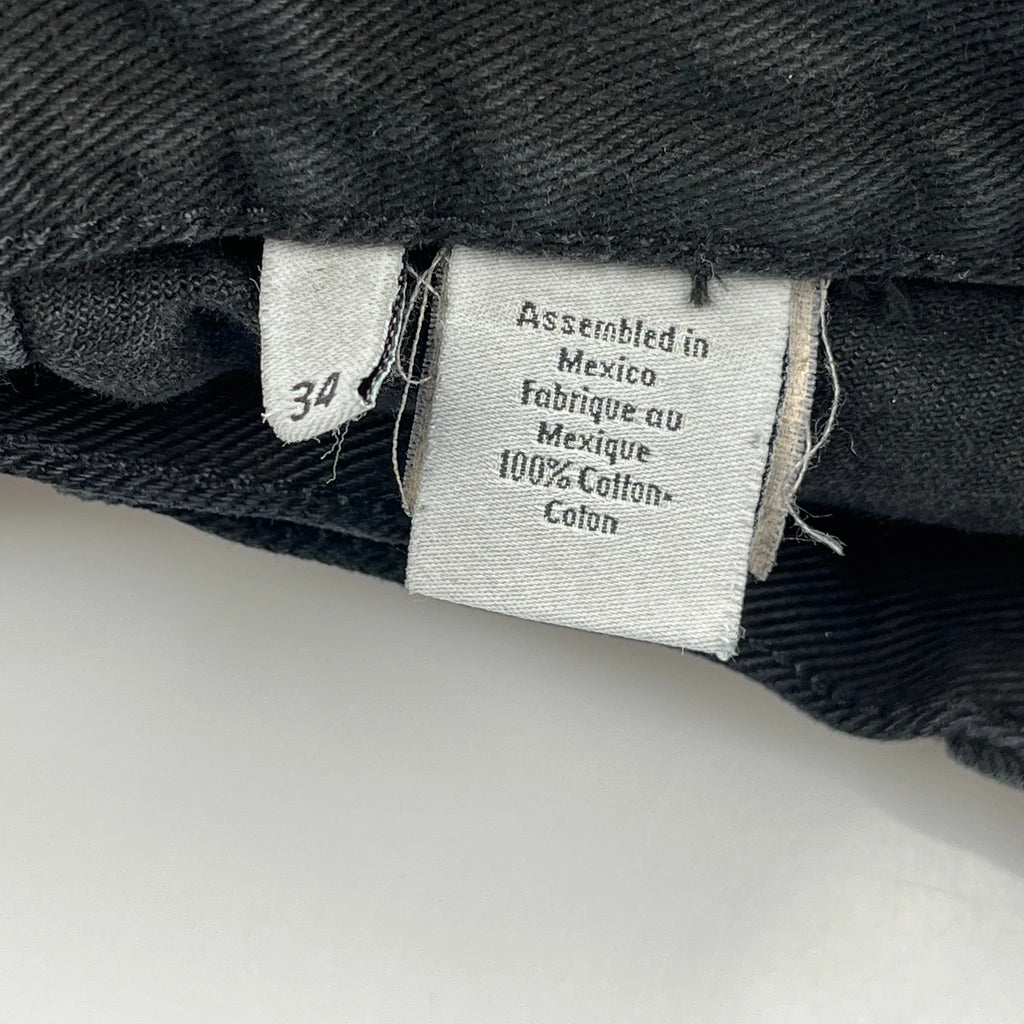 34
Assembled in
Mexico
Fabrique au
Mexique
100% Cotton-
Coton